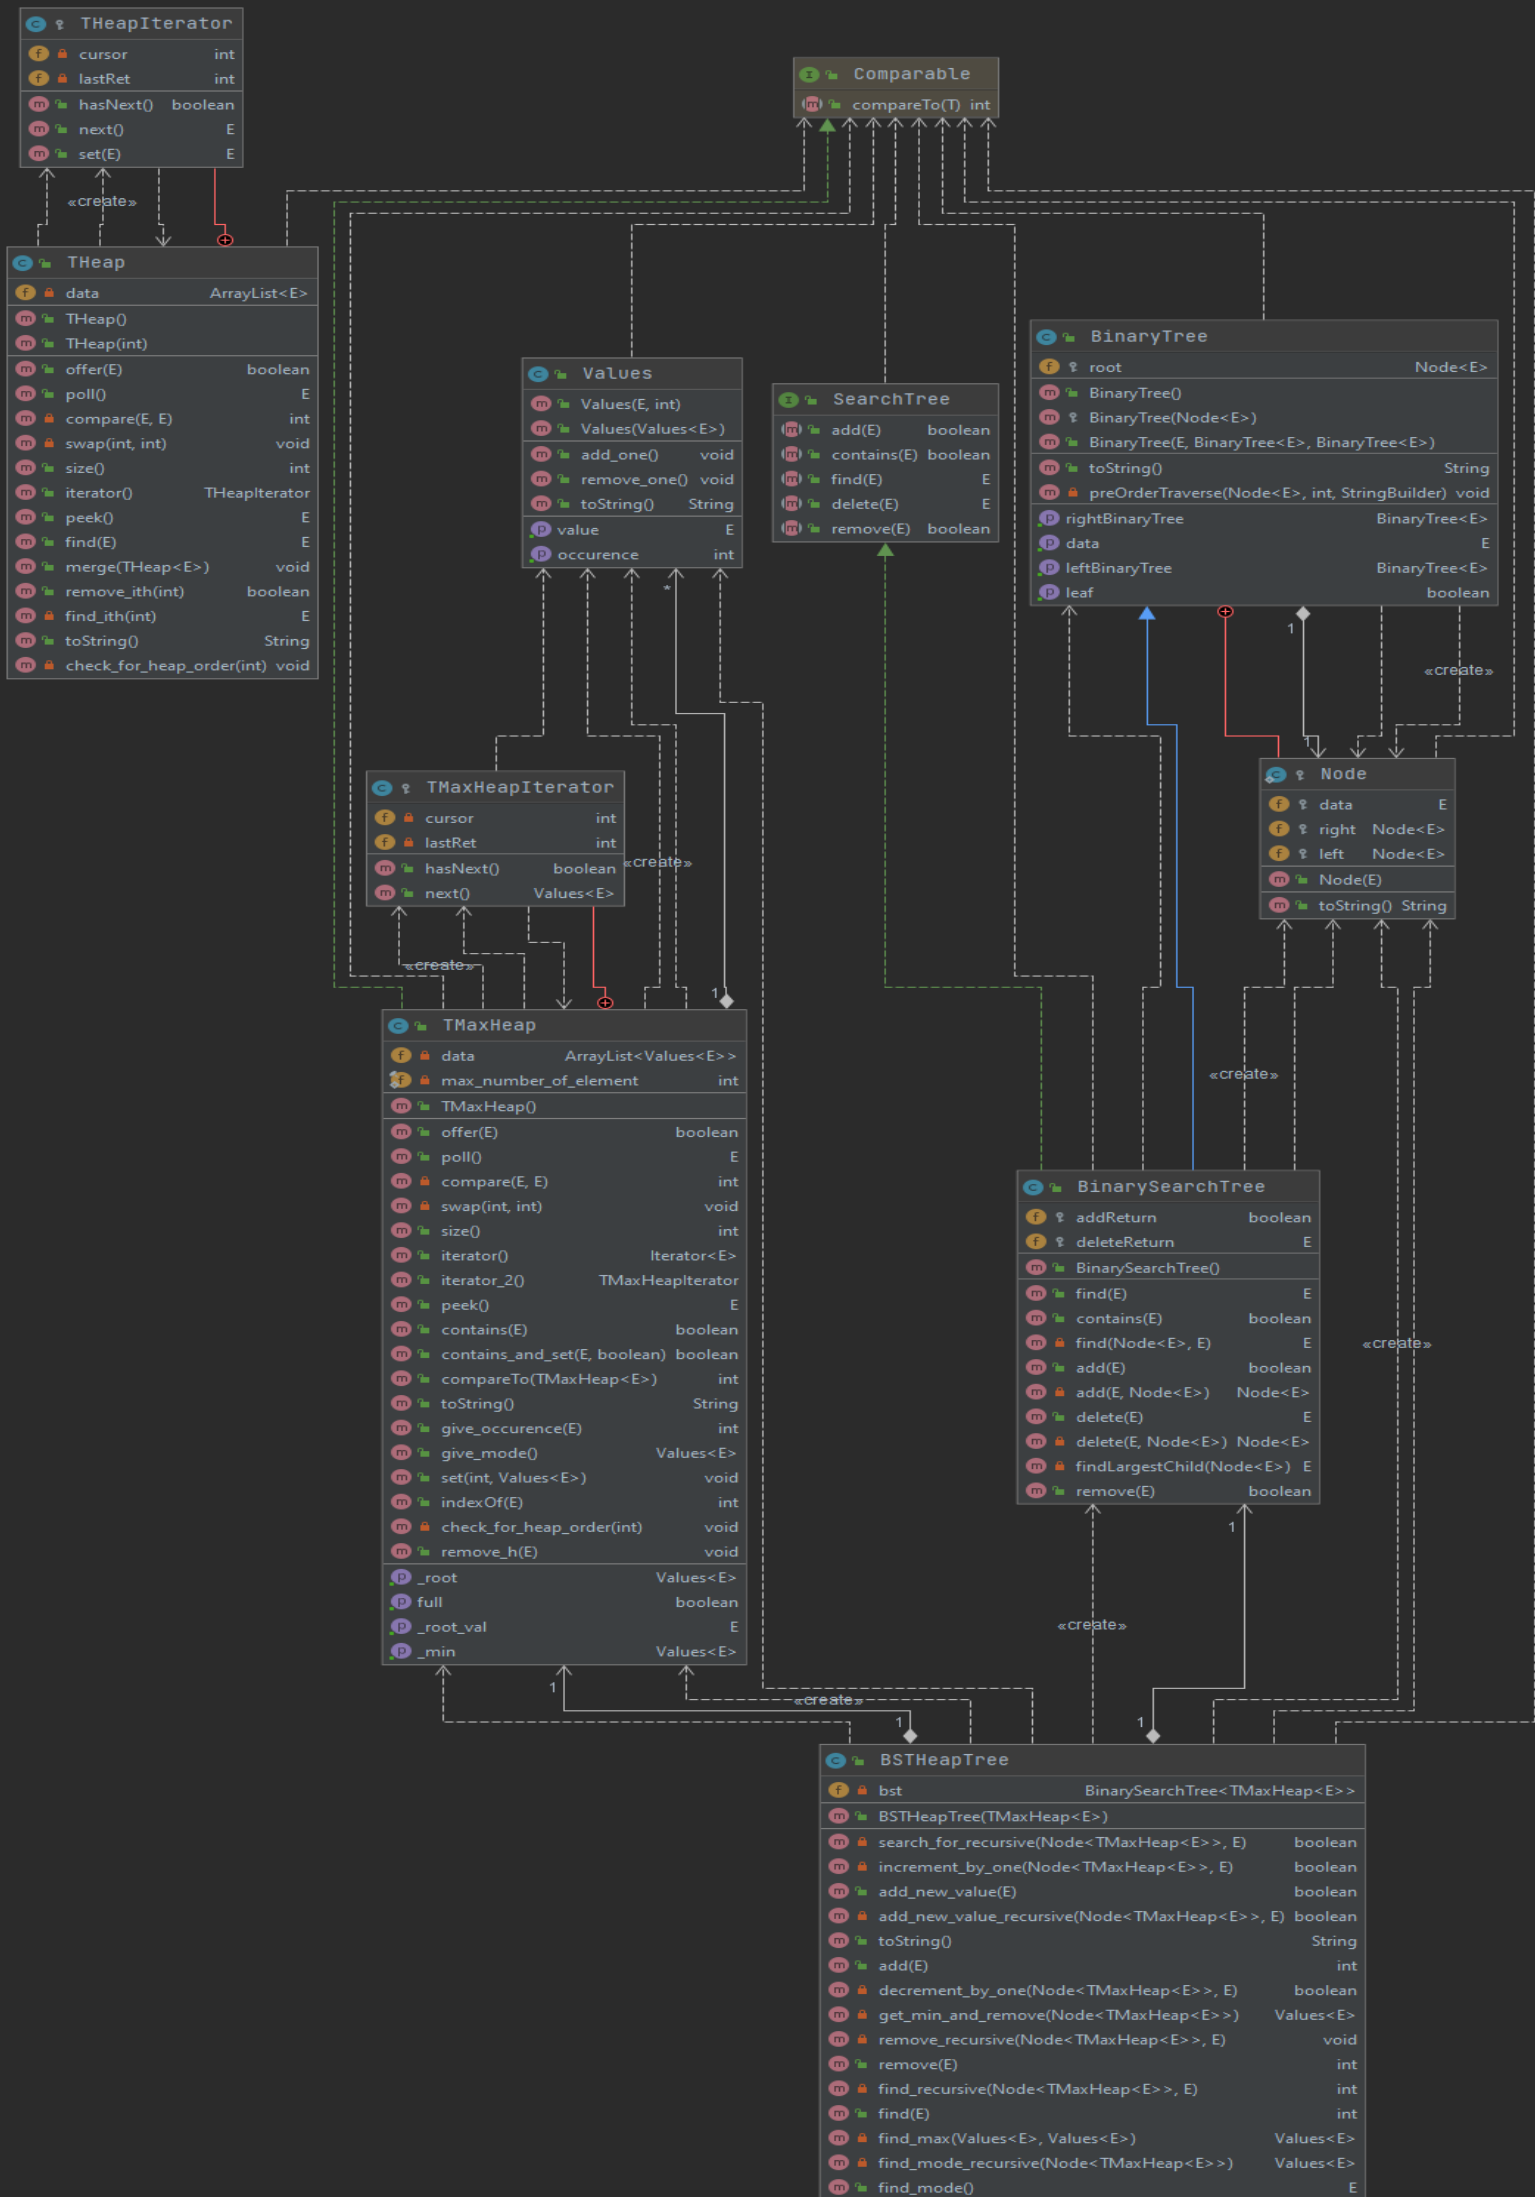 THeapIterator
cursor int
lastRet int
hasNext() boolean
next() E
set(E) E
«create»
THeap
data ArrayList<E>
THeap()
THeap(int)
offer(E) boolean
poll() E
compare(E, E) int
swap(int, int) void
size() int
iterator() THeapIterator
peek() E
find(E) E
merge(THeap<E>) void
remove_ith(int) boolean
find_ith(int) E
toString() String
check_for_heap_order(int) void
Comparable
compareTo(T) int
Values
Values(E, int)
Values(Values<E>)
add_one() void
remove_one() void
toString() String
value E
occurence int
*
SearchTree
add(E) boolean
contains(E) boolean
find(E) E
delete(E) E
remove(E) boolean
BinaryTree
root Node<E>
BinaryTree()
BinaryTree(Node<E>)
BinaryTree(E, BinaryTree<E>, BinaryTree<E>)
toString() String
preOrderTraverse(Node<E>, int, StringBuilder) void
rightBinaryTree BinaryTree<E>
data E
leftBinaryTree BinaryTree<E>
leaf boolean
1
«create»
1
Node
data E
right Node<E>
left Node<E>
Node(E)
toString() String
TMaxHeapIterator
cursor int
lastRet int
hasNext() boolean
next() Values<E>
«create»
«create»
1
TMaxHeap
data ArrayList<Values<E>>
max_number_of_element int
TMaxHeap()
offer(E) boolean
poll() E
compare(E, E) int
swap(int, int) void
size() int
iterator() Iterator<E>
iterator_2() TMaxHeapIterator
peek() E
contains(E) boolean
contains_and_set(E, boolean) boolean
compareTo(TMaxHeap<E>) int
toString() String
give_occurence(E) int
give_mode() Values<E>
set(int, Values<E>) void
indexOf(E) int
check_for_heap_order(int) void
remove_h(E) void
_root Values<E>
full boolean
_root_val E
_min Values<E>
«create»
BinarySearchTree
addReturn boolean
deleteReturn E
BinarySearchTree()
find(E) E
contains(E) boolean
find(Node<E>, E) E
add(E) boolean
add(E, Node<E>) Node<E>
delete(E) E
delete(E, Node<E>) Node<E>
findLargestChild(Node<E>) E
remove(E) boolean
«create»
1
«create»
1
«create»
1
1
BSTHeapTree
bst BinarySearchTree<TMaxHeap<E>>
BSTHeapTree(TMaxHeap<E>)
search_for_recursive(Node<TMaxHeap<E>>, E) boolean
increment_by_one(Node<TMaxHeap<E>>, E) boolean
add_new_value(E) boolean
add_new_value_recursive(Node<TMaxHeap<E>>, E) boolean
toString() String
add(E) int
decrement_by_one(Node<TMaxHeap<E>>, E) boolean
get_min_and_remove(Node<TMaxHeap<E>>) Values<E>
remove_recursive(Node<TMaxHeap<E>>, E) void
remove(E) int
find_recursive(Node<TMaxHeap<E>>, E) int
find(E) int
find_max(Values<E>, Values<E>) Values<E>
find_mode_recursive(Node<TMaxHeap<E>>) Values<E>
find_mode() E